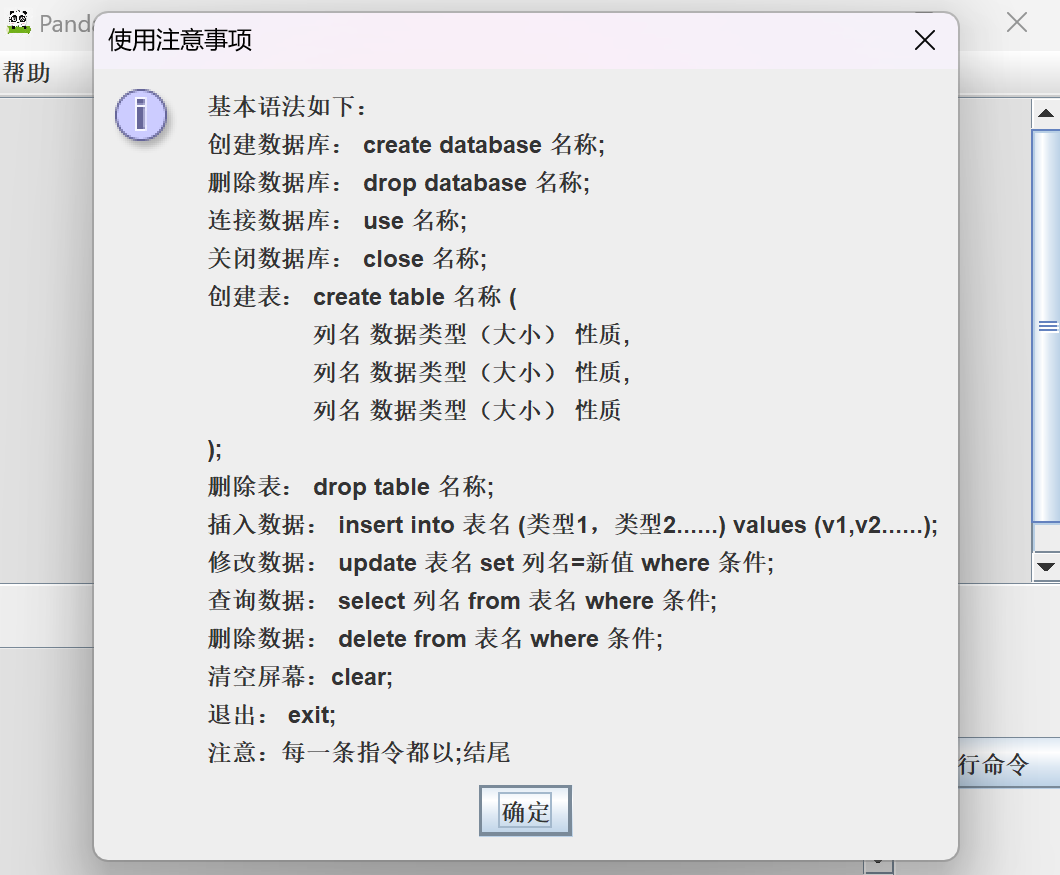 Panda
使用注意事项
帮助
基本语法如下：
创建数据库： create database 名称;
删除数据库： drop database 名称;
连接数据库： use 名称;
关闭数据库： close 名称;
创建表： create table 名称 (
列名 数据类型（大小） 性质,
列名 数据类型（大小） 性质,
列名 数据类型（大小） 性质
);
删除表： drop table 名称;
插入数据： insert into 表名 (类型1，类型2......) values (v1,v2......);
修改数据： update 表名 set 列名=新值 where 条件;
查询数据： select 列名 from 表名 where 条件;
删除数据： delete from 表名 where 条件;
清空屏幕：clear;
退出： exit;
注意：每一条指令都以;结尾
行命令
确定